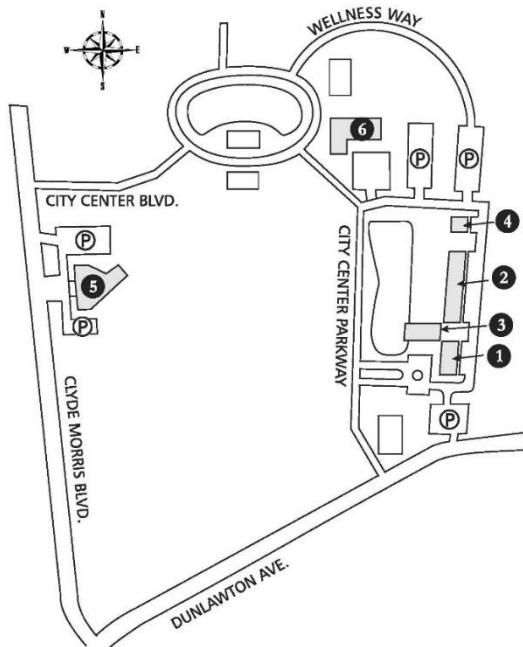 N
W E
S
WELLNESS WAY
6
P
P
CITY CENTER BLVD.
4
P
5
2
CITY CENTER PARKWAY
3
P
1
CLYDE MORRIS BLVD.
P
DUNLAWTON AVE.